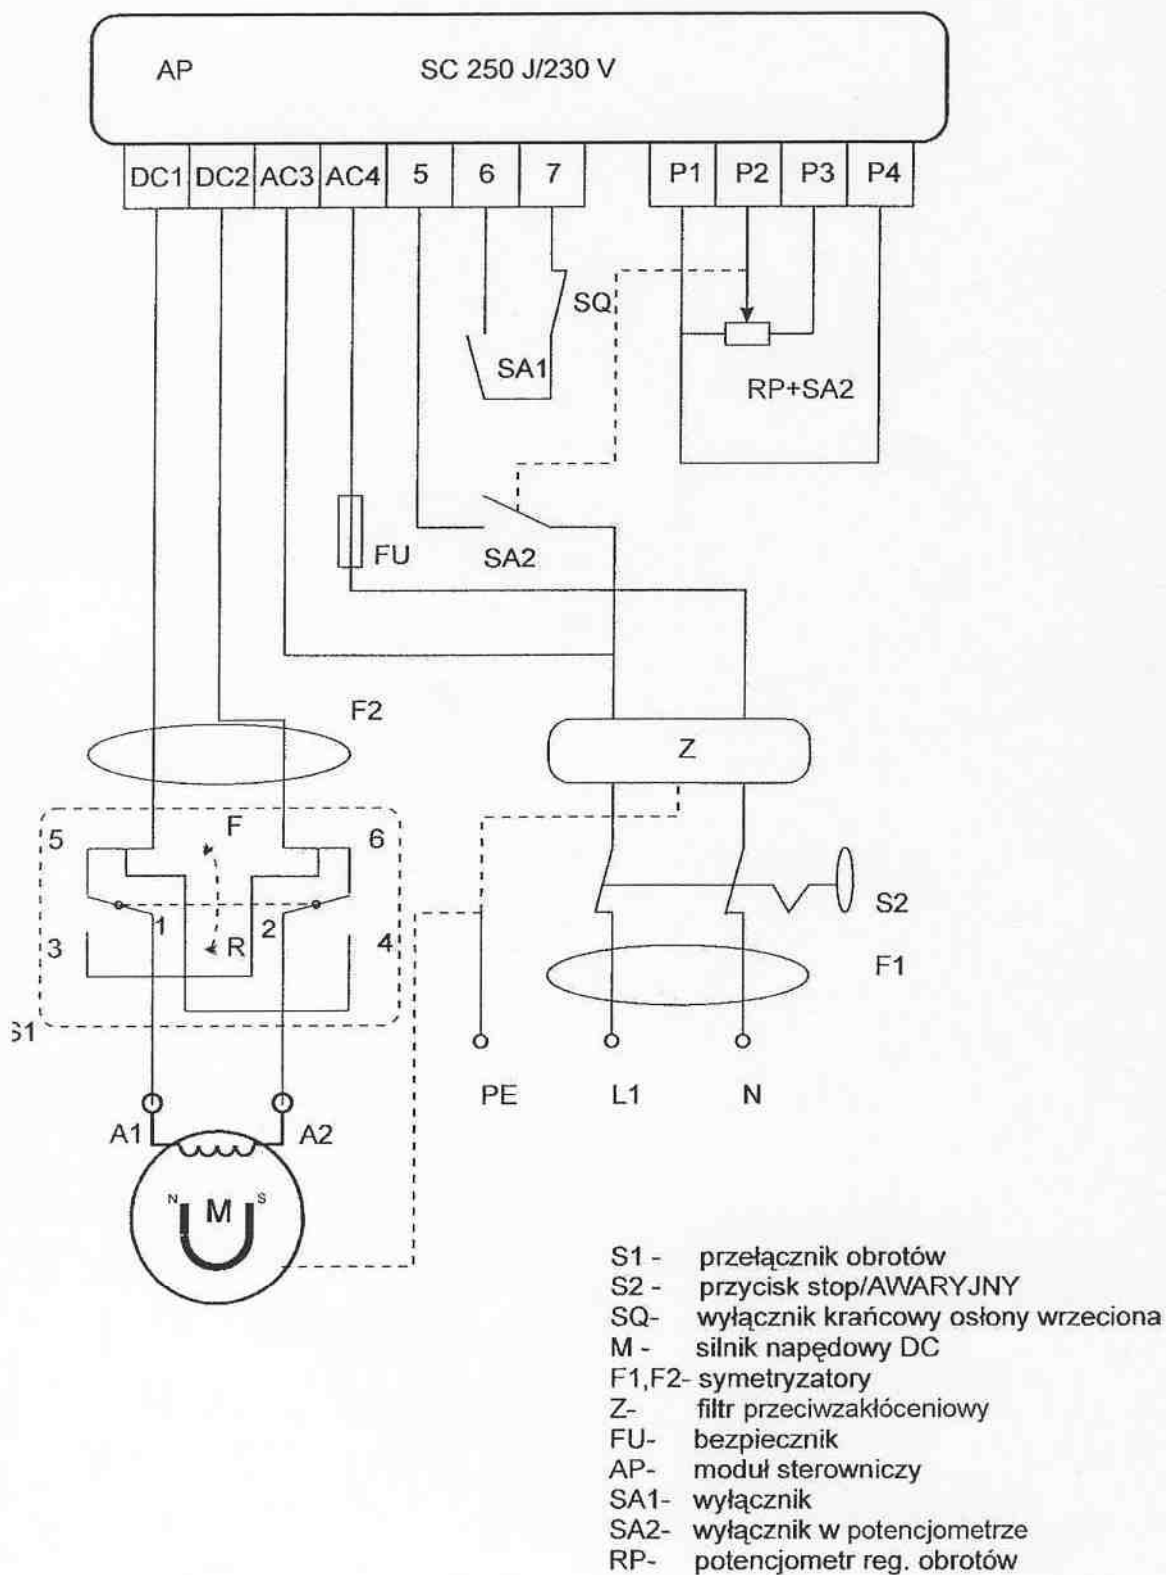 AP SC 250 J/230 V
DC1 DC2 AC3 AC4 5 6 7 P1 P2 P3 P4
SQ
SA1
RP+SA2
FU
SA2
F2
Z
5 F 6
1 2
3 R 4
S2
F1
S1
PE L1 N
A1 A2
N M S
S1 - przełącznik obrotów
S2 - przycisk stop/AWARYJNY
SQ- wyłącznik krańcowy osłony wrzeciona
M - silnik napędowy DC
F1,F2- symetryzatory
Z- filtr przeciwzakłóceniowy
FU- bezpiecznik
AP- moduł sterowniczy
SA1- wyłącznik
SA2- wyłącznik w potencjometrze
RP- potencjometr reg. obrotów